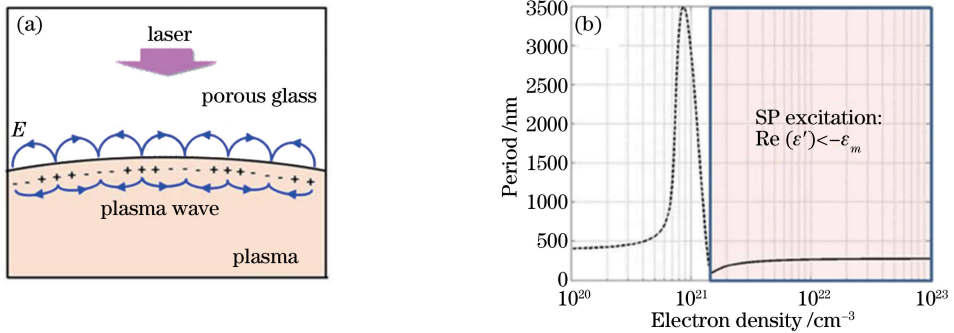 (a)
laser
porous glass
E
+ + + + + + + + +
plasma wave
plasma
(b)
3500
3000
2500
2000
1500
1000
500
0
Period /nm
SP excitation:
Re (ε′)<−εm
10²⁰ 10²¹ 10²² 10²³
Electron density /cm⁻³